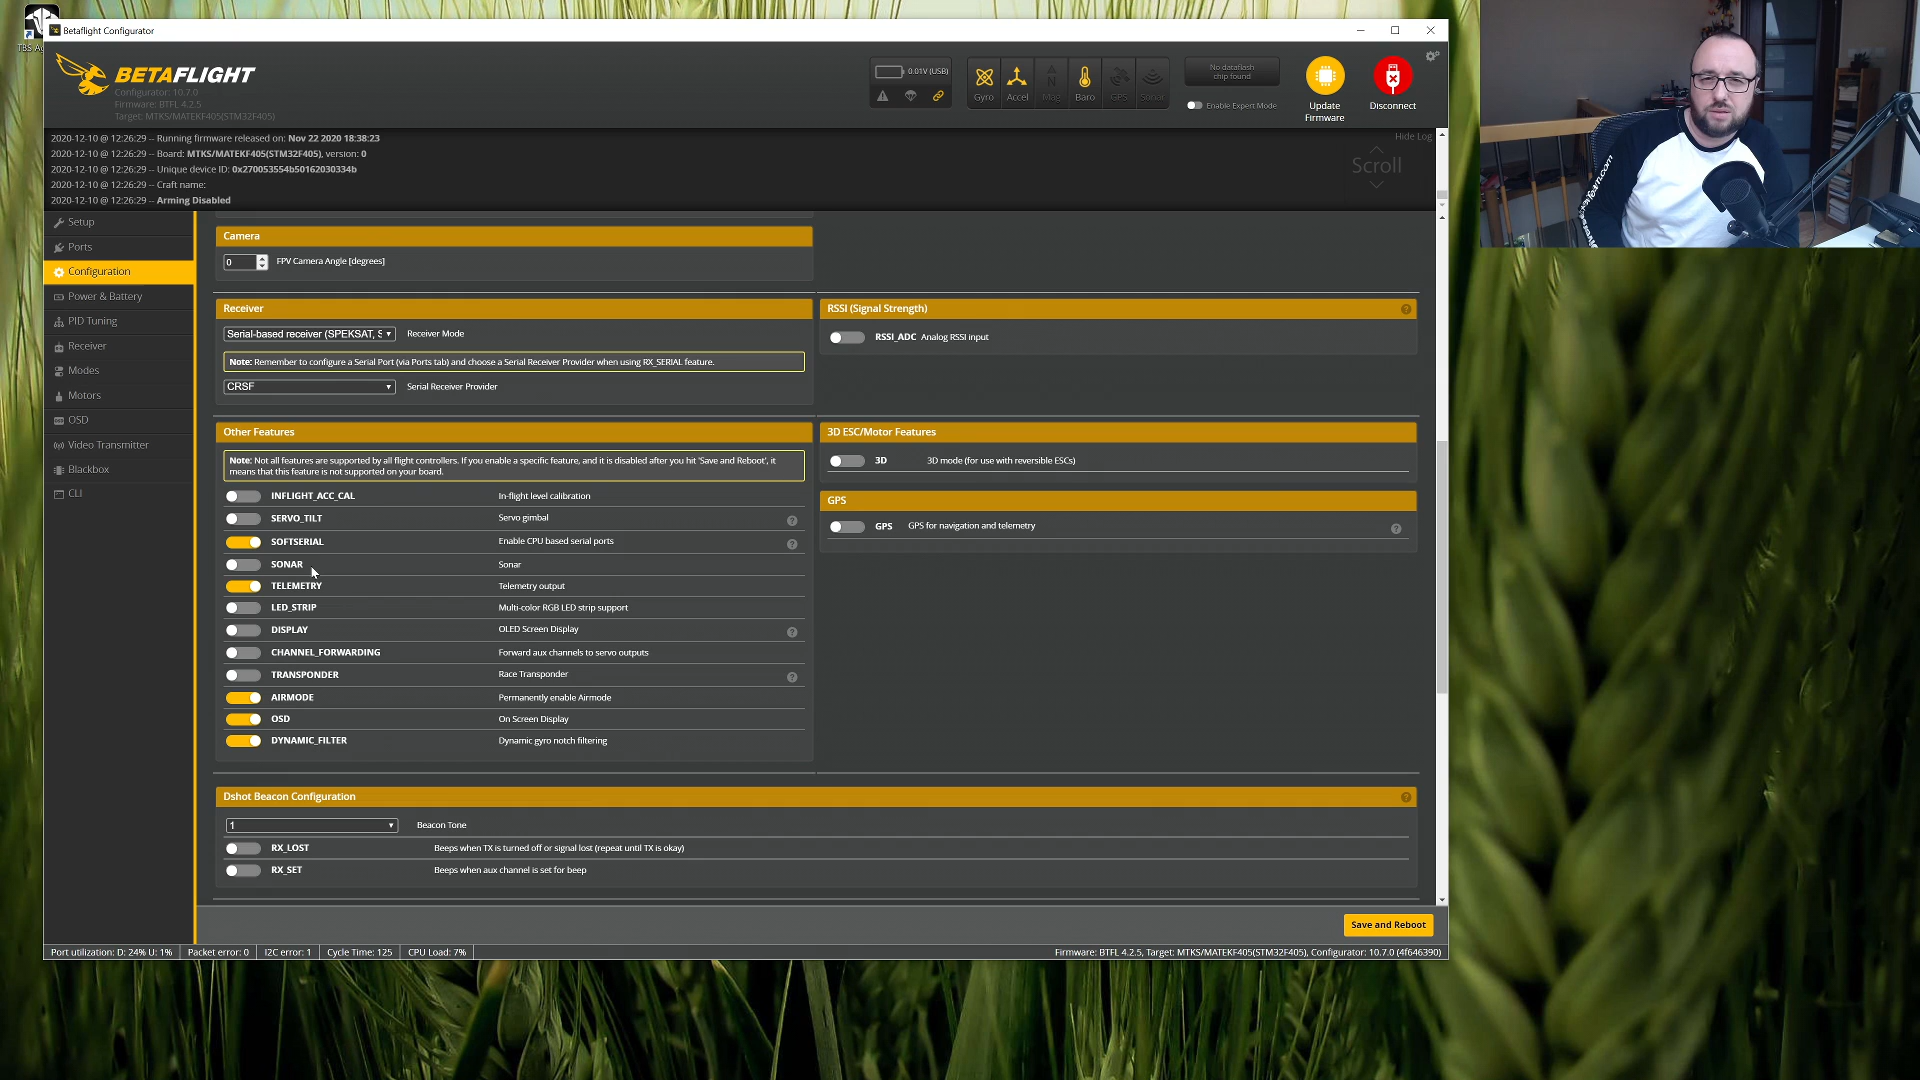 TBS A
Betaflight Configurator
BETAFLIGHT
Configurator: 10.7.0
Firmware: BTFL 4.2.5
Target: MTKS/MATEKF405(STM32F405)
0.01V (USB)
Gyro
Accel
Mag
Baro
GPS
Sonar
No dataflash
chip found
Enable Expert Mode
Update
Firmware
Disconnect
2020-12-10 @ 12:26:29 -- Running firmware released on: Nov 22 2020 18:38:23
2020-12-10 @ 12:26:29 -- Board: MTKS/MATEKF405(STM32F405), version: 0
2020-12-10 @ 12:26:29 -- Unique device ID: 0x270053554b50162030334b
2020-12-10 @ 12:26:29 -- Craft name:
2020-12-10 @ 12:26:29 -- Arming Disabled
Hide Log
Scroll
Setup
Ports
Configuration
Power & Battery
PID Tuning
Receiver
Modes
Motors
OSD
Video Transmitter
Blackbox
CLI
Camera
0 FPV Camera Angle [degrees]
Receiver
Serial-based receiver (SPEKSAT, S Receiver Mode
Note: Remember to configure a Serial Port (via Ports tab) and choose a Serial Receiver Provider when using RX_SERIAL feature.
CRSF Serial Receiver Provider
RSSI (Signal Strength)
RSSI_ADC Analog RSSI input
Other Features
Note: Not all features are supported by all flight controllers. If you enable a specific feature, and it is disabled after you hit 'Save and Reboot', it
means that this feature is not supported on your board.
INFLIGHT_ACC_CAL In-flight level calibration
SERVO_TILT Servo gimbal
SOFTSERIAL Enable CPU based serial ports
SONAR Sonar
TELEMETRY Telemetry output
LED_STRIP Multi-color RGB LED strip support
DISPLAY OLED Screen Display
CHANNEL_FORWARDING Forward aux channels to servo outputs
TRANSPONDER Race Transponder
AIRMODE Permanently enable Airmode
OSD On Screen Display
DYNAMIC_FILTER Dynamic gyro notch filtering
3D ESC/Motor Features
3D 3D mode (for use with reversible ESCs)
GPS
GPS GPS for navigation and telemetry
Dshot Beacon Configuration
1 Beacon Tone
RX_LOST Beeps when TX is turned off or signal lost (repeat until TX is okay)
RX_SET Beeps when aux channel is set for beep
Save and Reboot
Port utilization: D: 24% U: 1% Packet error: 0 I2C error: 1 Cycle Time: 125 CPU Load: 7%
Firmware: BTFL 4.2.5, Target: MTKS/MATEKF405(STM32F405), Configurator: 10.7.0 (4f646390)